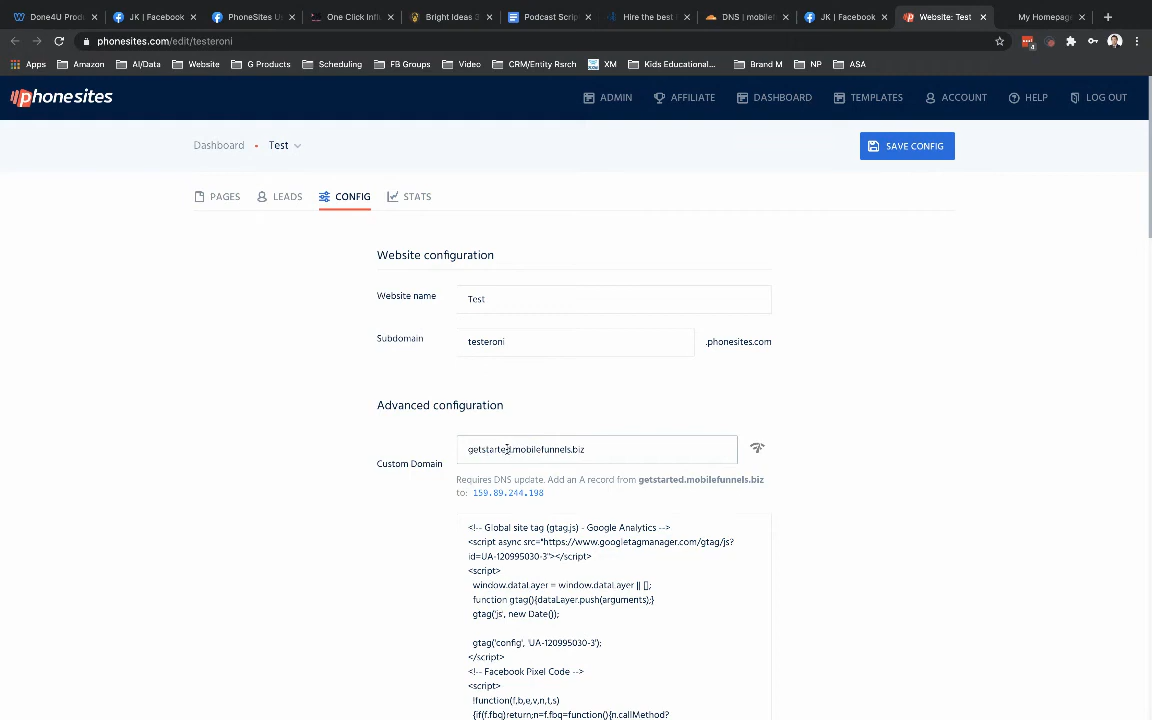 Done4U Produ
JK | Facebook
PhoneSites Us
One Click Influ
Bright Ideas 3
Podcast Scrip
Hire the best
DNS | mobilef
JK | Facebook
Website: Test
My Homepage
phonesites.com/edit/testeroni
Apps
Amazon
AI/Data
Website
G Products
Scheduling
FB Groups
Video
CRM/Entity Rsrch
XM
Kids Educational...
Brand M
NP
ASA
phonesites
ADMIN
AFFILIATE
DASHBOARD
TEMPLATES
ACCOUNT
HELP
LOG OUT
Dashboard • Test
SAVE CONFIG
PAGES
LEADS
CONFIG
STATS
Website configuration
Website name
Test
Subdomain
testeroni
.phonesites.com
Advanced configuration
Custom Domain
getstarted.mobilefunnels.biz
Requires DNS update. Add an A record from getstarted.mobilefunnels.biz
to: 159.89.244.198
<!-- Global site tag (gtag.js) - Google Analytics -->
<script async src="https://www.googletagmanager.com/gtag/js?
id=UA-120995030-3"></script>
<script>
window.dataLayer = window.dataLayer || [];
function gtag(){dataLayer.push(arguments);}
gtag('js', new Date());
gtag('config', 'UA-120995030-3');
</script>
<!-- Facebook Pixel Code -->
<script>
!function(f,b,e,v,n,t,s)
{if(f.fbq)return;n=f.fbq=function(){n.callMethod?